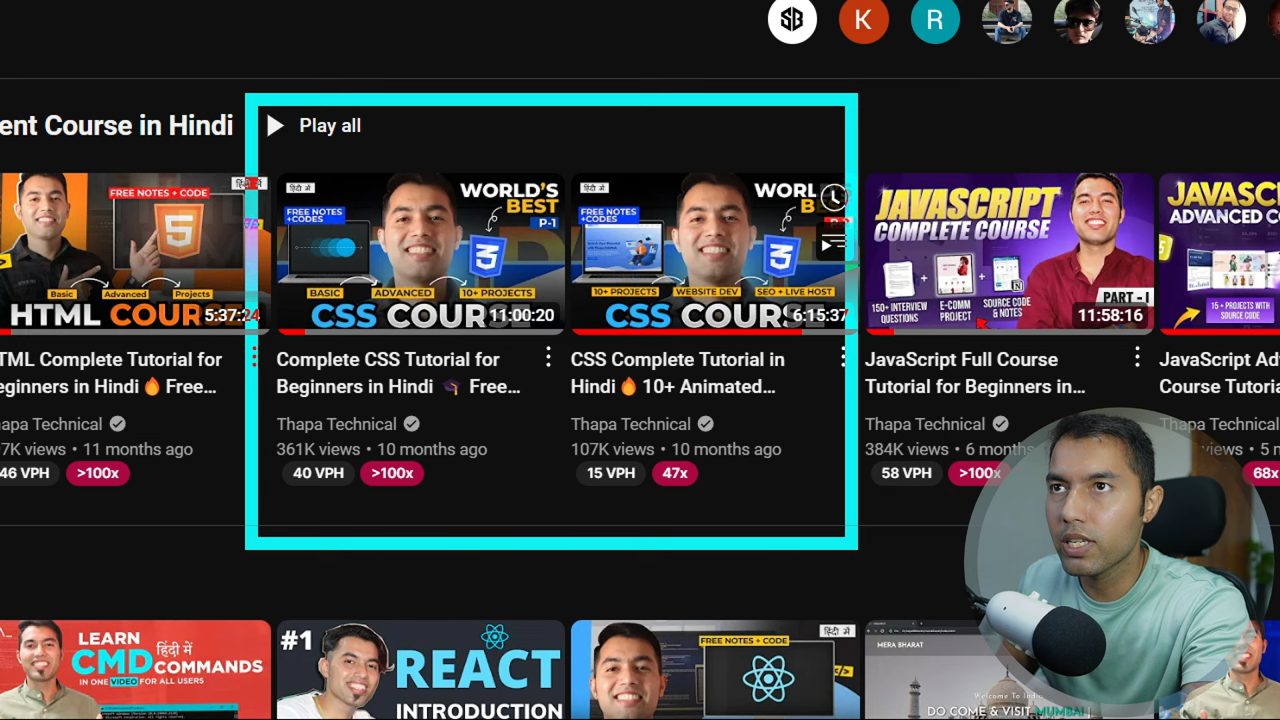 K
R
ent Course in Hindi
Play all
FREE NOTES + CODE
Basic
Advanced
Projects
HTML COURSE
5:37:24
हिंदी में
WORLD'S
BEST
P-1
FREE NOTES
+CODES
BASIC
ADVANCED
10+ PROJECTS
CSS COUR
11:00:20
हिंदी में
WORL
B
FREE NOTES
+CODES
10+ PROJECTS
WEBSITE DEV
SEO + LIVE HOST
CSS COURS
6:15:37
JAVASCRIPT
COMPLETE COURSE
150+ INTERVIEW
QUESTIONS
E-COMM
PROJECT
SOURCE CODE
& NOTES
PART - I
11:58:16
JAVASC
ADVANCED C
15 + PROJECTS WITH
SOURCE CODE
TML Complete Tutorial for
eginners in Hindi🔥 Free...
Thapa Technical
7K views • 11 months ago
46 VPH
>100x
Complete CSS Tutorial for
Beginners in Hindi 🎓 Free...
Thapa Technical
361K views • 10 months ago
40 VPH
>100x
CSS Complete Tutorial in
Hindi🔥 10+ Animated...
Thapa Technical
107K views • 10 months ago
15 VPH
47x
JavaScript Full Course
Tutorial for Beginners in...
Thapa Technical
384K views • 6 months
58 VPH
>100x
JavaScript Ad
Course Tutoria
views • 5 m
68x
LEARN
हिंदी में
CMD COMMANDS
IN ONE VIDEO FOR ALL USERS
#1
REACT
INTRODUCTION
FREE NOTES + CODE
हिंदी में
MERA BHARAT
Welcome To Indi
DO COME & VISIT MUMBAI